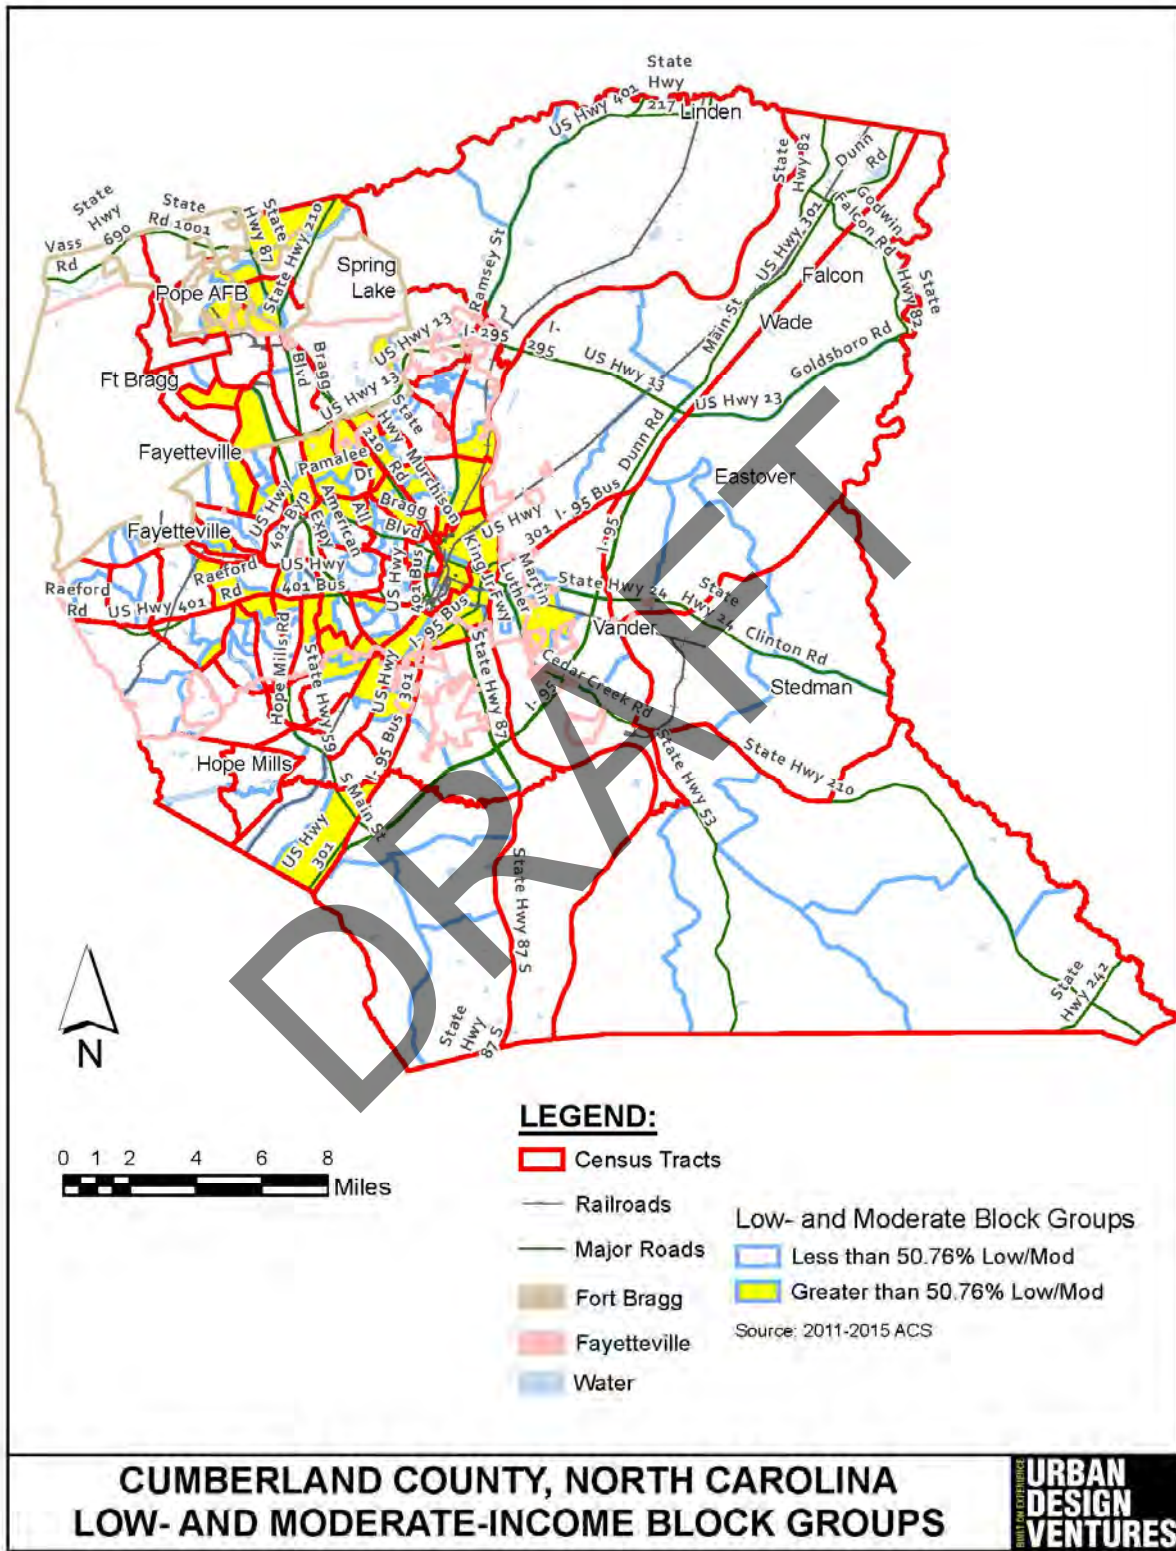 State
Hwy
217
US Hwy 401
Linden
State
Hwy 82
Dunn
Rd
Godwin
Falcon Rd
US Hwy 301
State
Hwy 82
Falcon
Wade
Main St
Goldsboro Rd
US Hwy 13
US Hwy 13
I-
295
I-
295
Ramsey St
State
Hwy
690
Vass
Rd
State
Rd 1001
State
Hwy 87
State Hwy 210
Spring
Lake
Pope AFB
Bragg
Blvd
US Hwy 13
US Hwy 13
Ft Bragg
Fayetteville
Pamalee
Dr
State
Hwy
210
Murchison
Rd
Dunn Rd
Eastover
US Hwy
401 Byp
All
American
Expy
Bragg
Blvd
US Hwy
301
I- 95 Bus
I-95
Fayetteville
Raeford
Rd
US Hwy
401 Bus
US Hwy
401 Bus
Martin
Luther
King Jr Fwy
Raeford
Rd
US Hwy 401
State Hwy 24
State
Hwy 24
Clinton Rd
Vander
Stedman
I- 95 Bus
State Hwy 87
Cedar Creek Rd
I- 95
Hope Mills Rd
State Hwy 59
US Hwy
301
I- 95 Bus
Hope Mills
S Main St
US Hwy
301
State Hwy 210
State Hwy 53
State Hwy 87 S
State
Hwy
87 S
State
Hwy 242
DRAFT
N
0 1 2 4 6 8
Miles
LEGEND:
Census Tracts
Railroads
Major Roads
Fort Bragg
Fayetteville
Water
Low- and Moderate Block Groups
Less than 50.76% Low/Mod
Greater than 50.76% Low/Mod
Source: 2011-2015 ACS
CUMBERLAND COUNTY, NORTH CAROLINA
LOW- AND MODERATE-INCOME BLOCK GROUPS
BUILT ON EXPERIENCE
URBAN
DESIGN
VENTURES